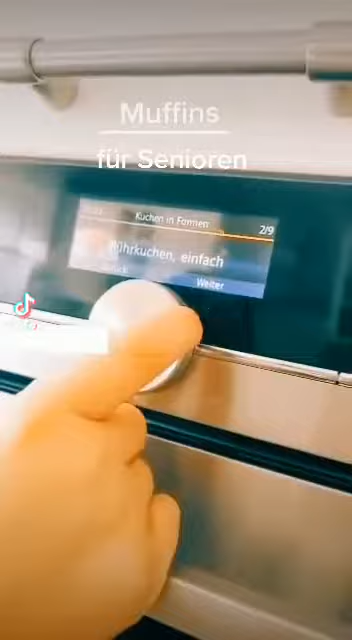 Muffins
für Senioren
Kuchen in Formen 2/9
Rührkuchen, einfach
Weiter